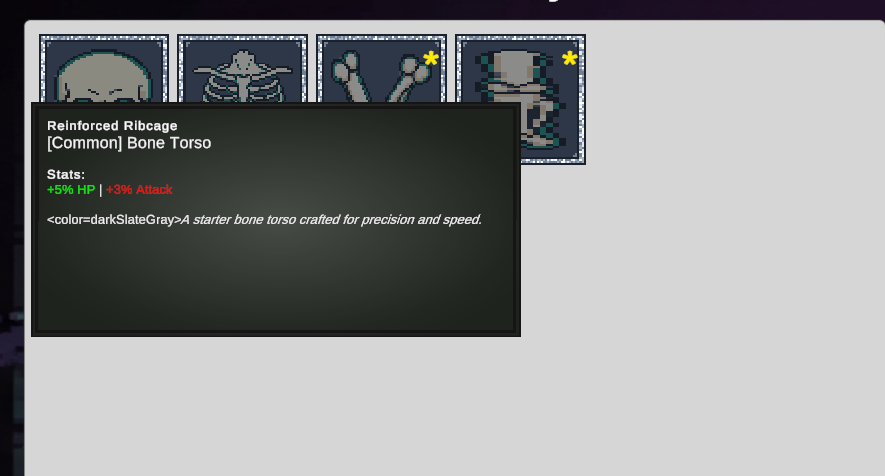 Reinforced Ribcage
[Common] Bone Torso
Stats:
+5% HP | +3% Attack
<color=darkSlateGray>A starter bone torso crafted for precision and speed.